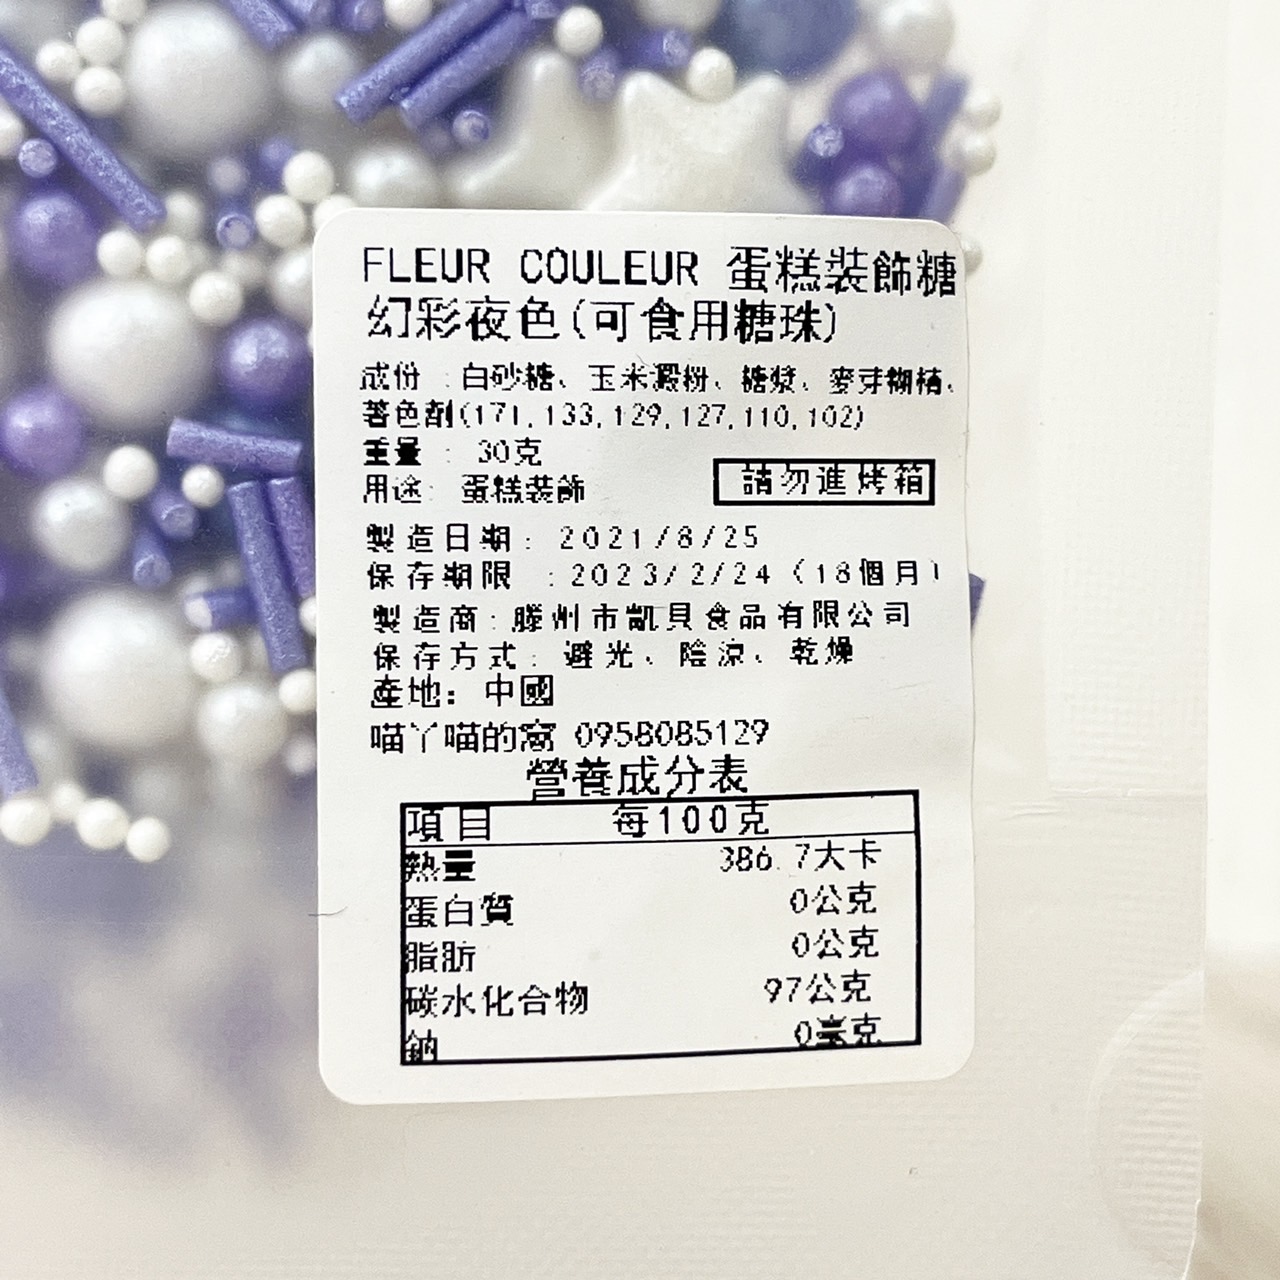 FLEUR COULEUR 蛋糕裝飾糖
幻彩夜色(可食用糖珠)
成份 : 白砂糖、玉米澱粉、糖漿、麥芽糊精、
著色劑(171,133,129,127,110,102)
重量 : 30克
用途: 蛋糕裝飾
請勿進烤箱
製造日期: 2021/8/25
保存期限 :2023/2/24 (18個月)
製造商:滕州市凱貝食品有限公司
保存方式: 避光、陰涼、乾燥
產地: 中國
喵丫喵的窩 0958085129
營養成分表
項目 每100克
熱量 386.7大卡
蛋白質 0公克
脂肪 0公克
碳水化合物 97公克
鈉 0毫克